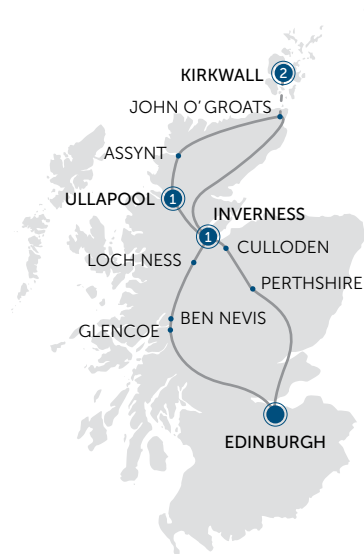 KIRKWALL
2
JOHN O' GROATS
ASSYNT
ULLAPOOL
1
INVERNESS
1
CULLODEN
LOCH NESS
PERTHSHIRE
BEN NEVIS
GLENCOE
EDINBURGH